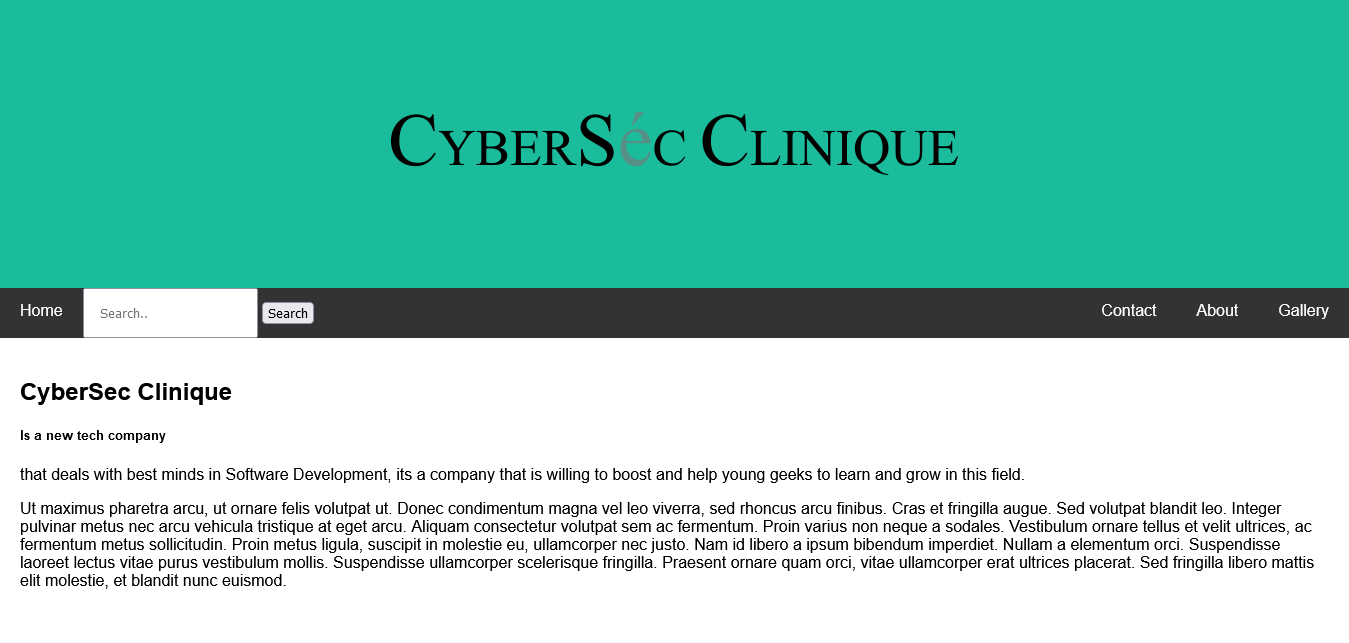 CyberSéc Clinique
Home Search.. Search Contact About Gallery
CyberSec Clinique
Is a new tech company
that deals with best minds in Software Development, its a company that is willing to boost and help young geeks to learn and grow in this field.
Ut maximus pharetra arcu, ut ornare felis volutpat ut. Donec condimentum magna vel leo viverra, sed rhoncus arcu finibus. Cras et fringilla augue. Sed volutpat blandit leo. Integer
pulvinar metus nec arcu vehicula tristique at eget arcu. Aliquam consectetur volutpat sem ac fermentum. Proin varius non neque a sodales. Vestibulum ornare tellus et velit ultrices, ac
fermentum metus sollicitudin. Proin metus ligula, suscipit in molestie eu, ullamcorper nec justo. Nam id libero a ipsum bibendum imperdiet. Nullam a elementum orci. Suspendisse
laoreet lectus vitae purus vestibulum mollis. Suspendisse ullamcorper scelerisque fringilla. Praesent ornare quam orci, vitae ullamcorper erat ultrices placerat. Sed fringilla libero mattis
elit molestie, et blandit nunc euismod.